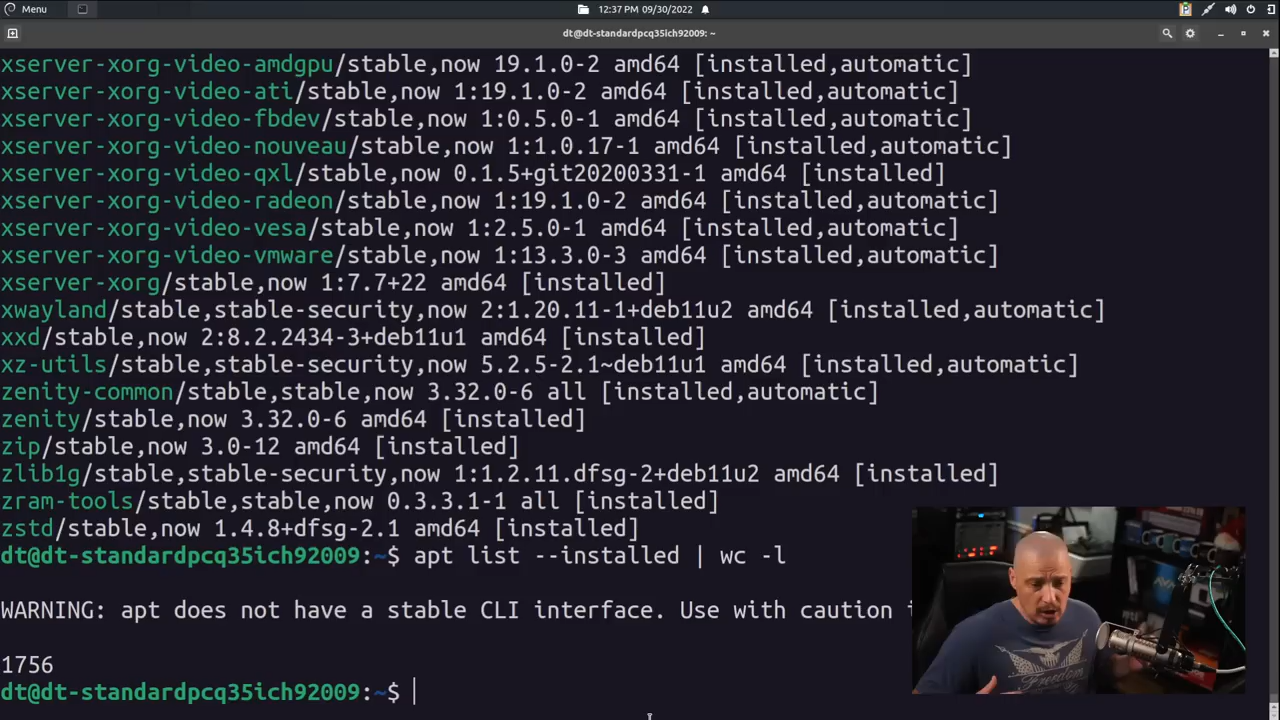 Menu
12:37 PM 09/30/2022
dt@dt-standardpcq35ich92009: ~
xserver-xorg-video-amdgpu/stable,now 19.1.0-2 amd64 [installed,automatic]
xserver-xorg-video-ati/stable,now 1:19.1.0-2 amd64 [installed,automatic]
xserver-xorg-video-fbdev/stable,now 1:0.5.0-1 amd64 [installed,automatic]
xserver-xorg-video-nouveau/stable,now 1:1.0.17-1 amd64 [installed,automatic]
xserver-xorg-video-qxl/stable,now 0.1.5+git20200331-1 amd64 [installed]
xserver-xorg-video-radeon/stable,now 1:19.1.0-2 amd64 [installed,automatic]
xserver-xorg-video-vesa/stable,now 1:2.5.0-1 amd64 [installed,automatic]
xserver-xorg-video-vmware/stable,now 1:13.3.0-3 amd64 [installed,automatic]
xserver-xorg/stable,now 1:7.7+22 amd64 [installed]
xwayland/stable,stable-security,now 2:1.20.11-1+deb11u2 amd64 [installed,automatic]
xxd/stable,now 2:8.2.2434-3+deb11u1 amd64 [installed]
xz-utils/stable,stable-security,now 5.2.5-2.1~deb11u1 amd64 [installed,automatic]
zenity-common/stable,stable,now 3.32.0-6 all [installed,automatic]
zenity/stable,now 3.32.0-6 amd64 [installed]
zip/stable,now 3.0-12 amd64 [installed]
zlib1g/stable,stable-security,now 1:1.2.11.dfsg-2+deb11u2 amd64 [installed]
zram-tools/stable,stable,now 0.3.3.1-1 all [installed]
zstd/stable,now 1.4.8+dfsg-2.1 amd64 [installed]
dt@dt-standardpcq35ich92009:~$ apt list --installed | wc -l
WARNING: apt does not have a stable CLI interface. Use with caution i
1756
dt@dt-standardpcq35ich92009:~$
Freedom